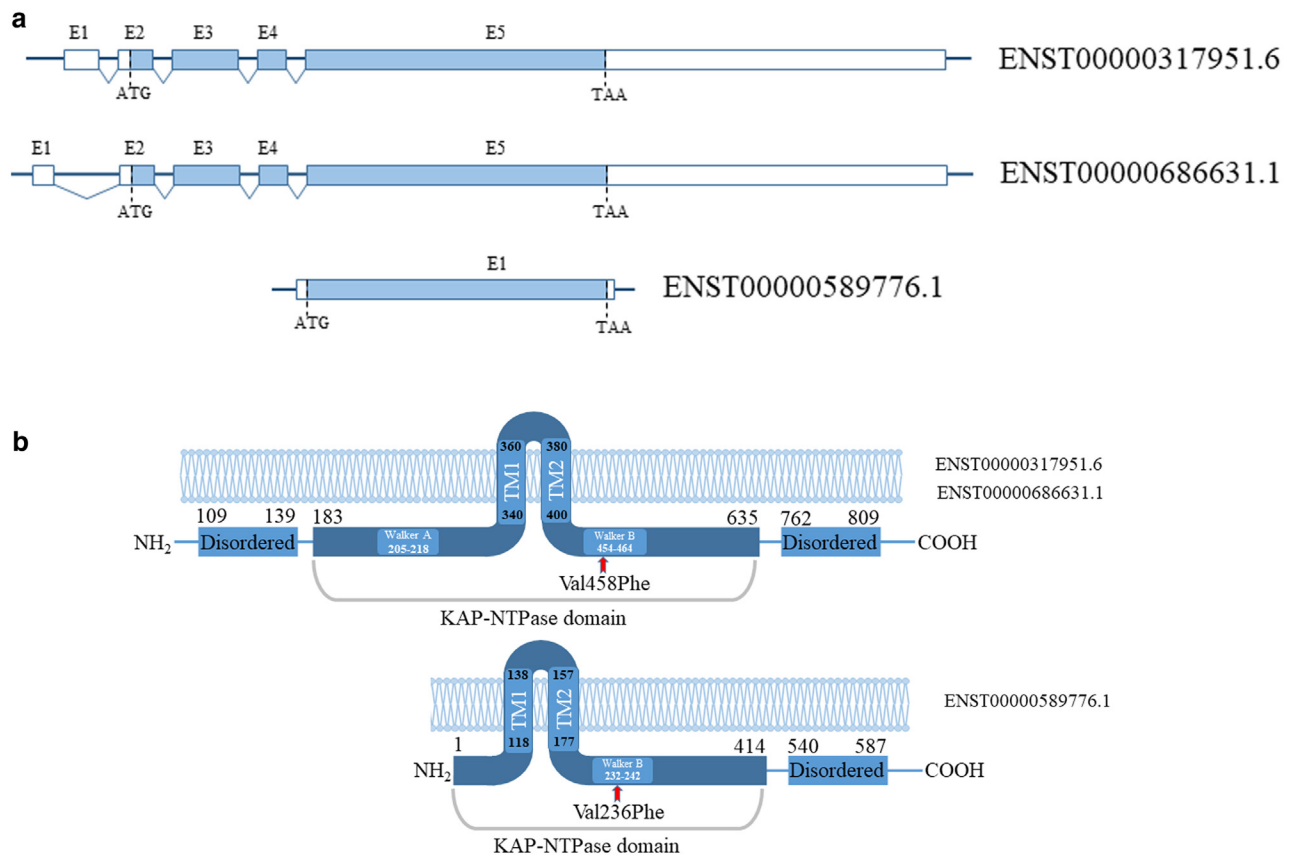 a
E1 E2 E3 E4 E5
ENST00000317951.6
ATG TAA
E1 E2 E3 E4 E5
ENST00000686631.1
ATG TAA
E1
ENST00000589776.1
ATG TAA
b
360 380
TM1 TM2
340 400
ENST00000317951.6
ENST00000686631.1
109 139 183 635 762 809
NH2 Disordered Walker A Walker B Disordered COOH
205-218 454-464
Val458Phe
KAP-NTPase domain
138 157
TM1 TM2
118 177
ENST00000589776.1
1 414 540 587
NH2 Walker B Disordered COOH
232-242
Val236Phe
KAP-NTPase domain